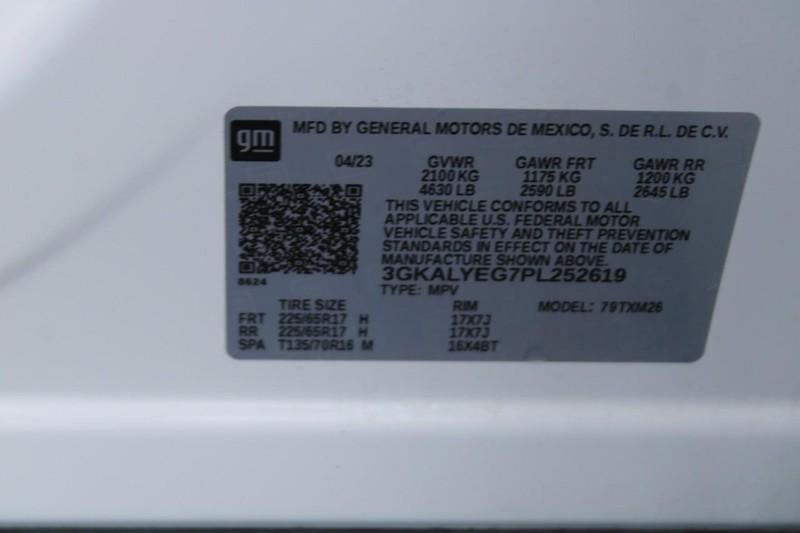 gm MFD BY GENERAL MOTORS DE MEXICO, S. DE R.L. DE C.V.
04/23 GVWR GAWR FRT GAWR RR
2100 KG 1175 KG 1200 KG
4630 LB 2590 LB 2645 LB
THIS VEHICLE CONFORMS TO ALL
APPLICABLE U.S. FEDERAL MOTOR
VEHICLE SAFETY AND THEFT PREVENTION
STANDARDS IN EFFECT ON THE DATE OF
MANUFACTURE SHOWN ABOVE.
3GKALYEG7PL252619
8624
TYPE: MPV
TIRE SIZE RIM MODEL: 79TXM26
FRT 225/65R17 H 17X7J
RR 225/65R17 H 17X7J
SPA T135/70R16 M 16X4BT